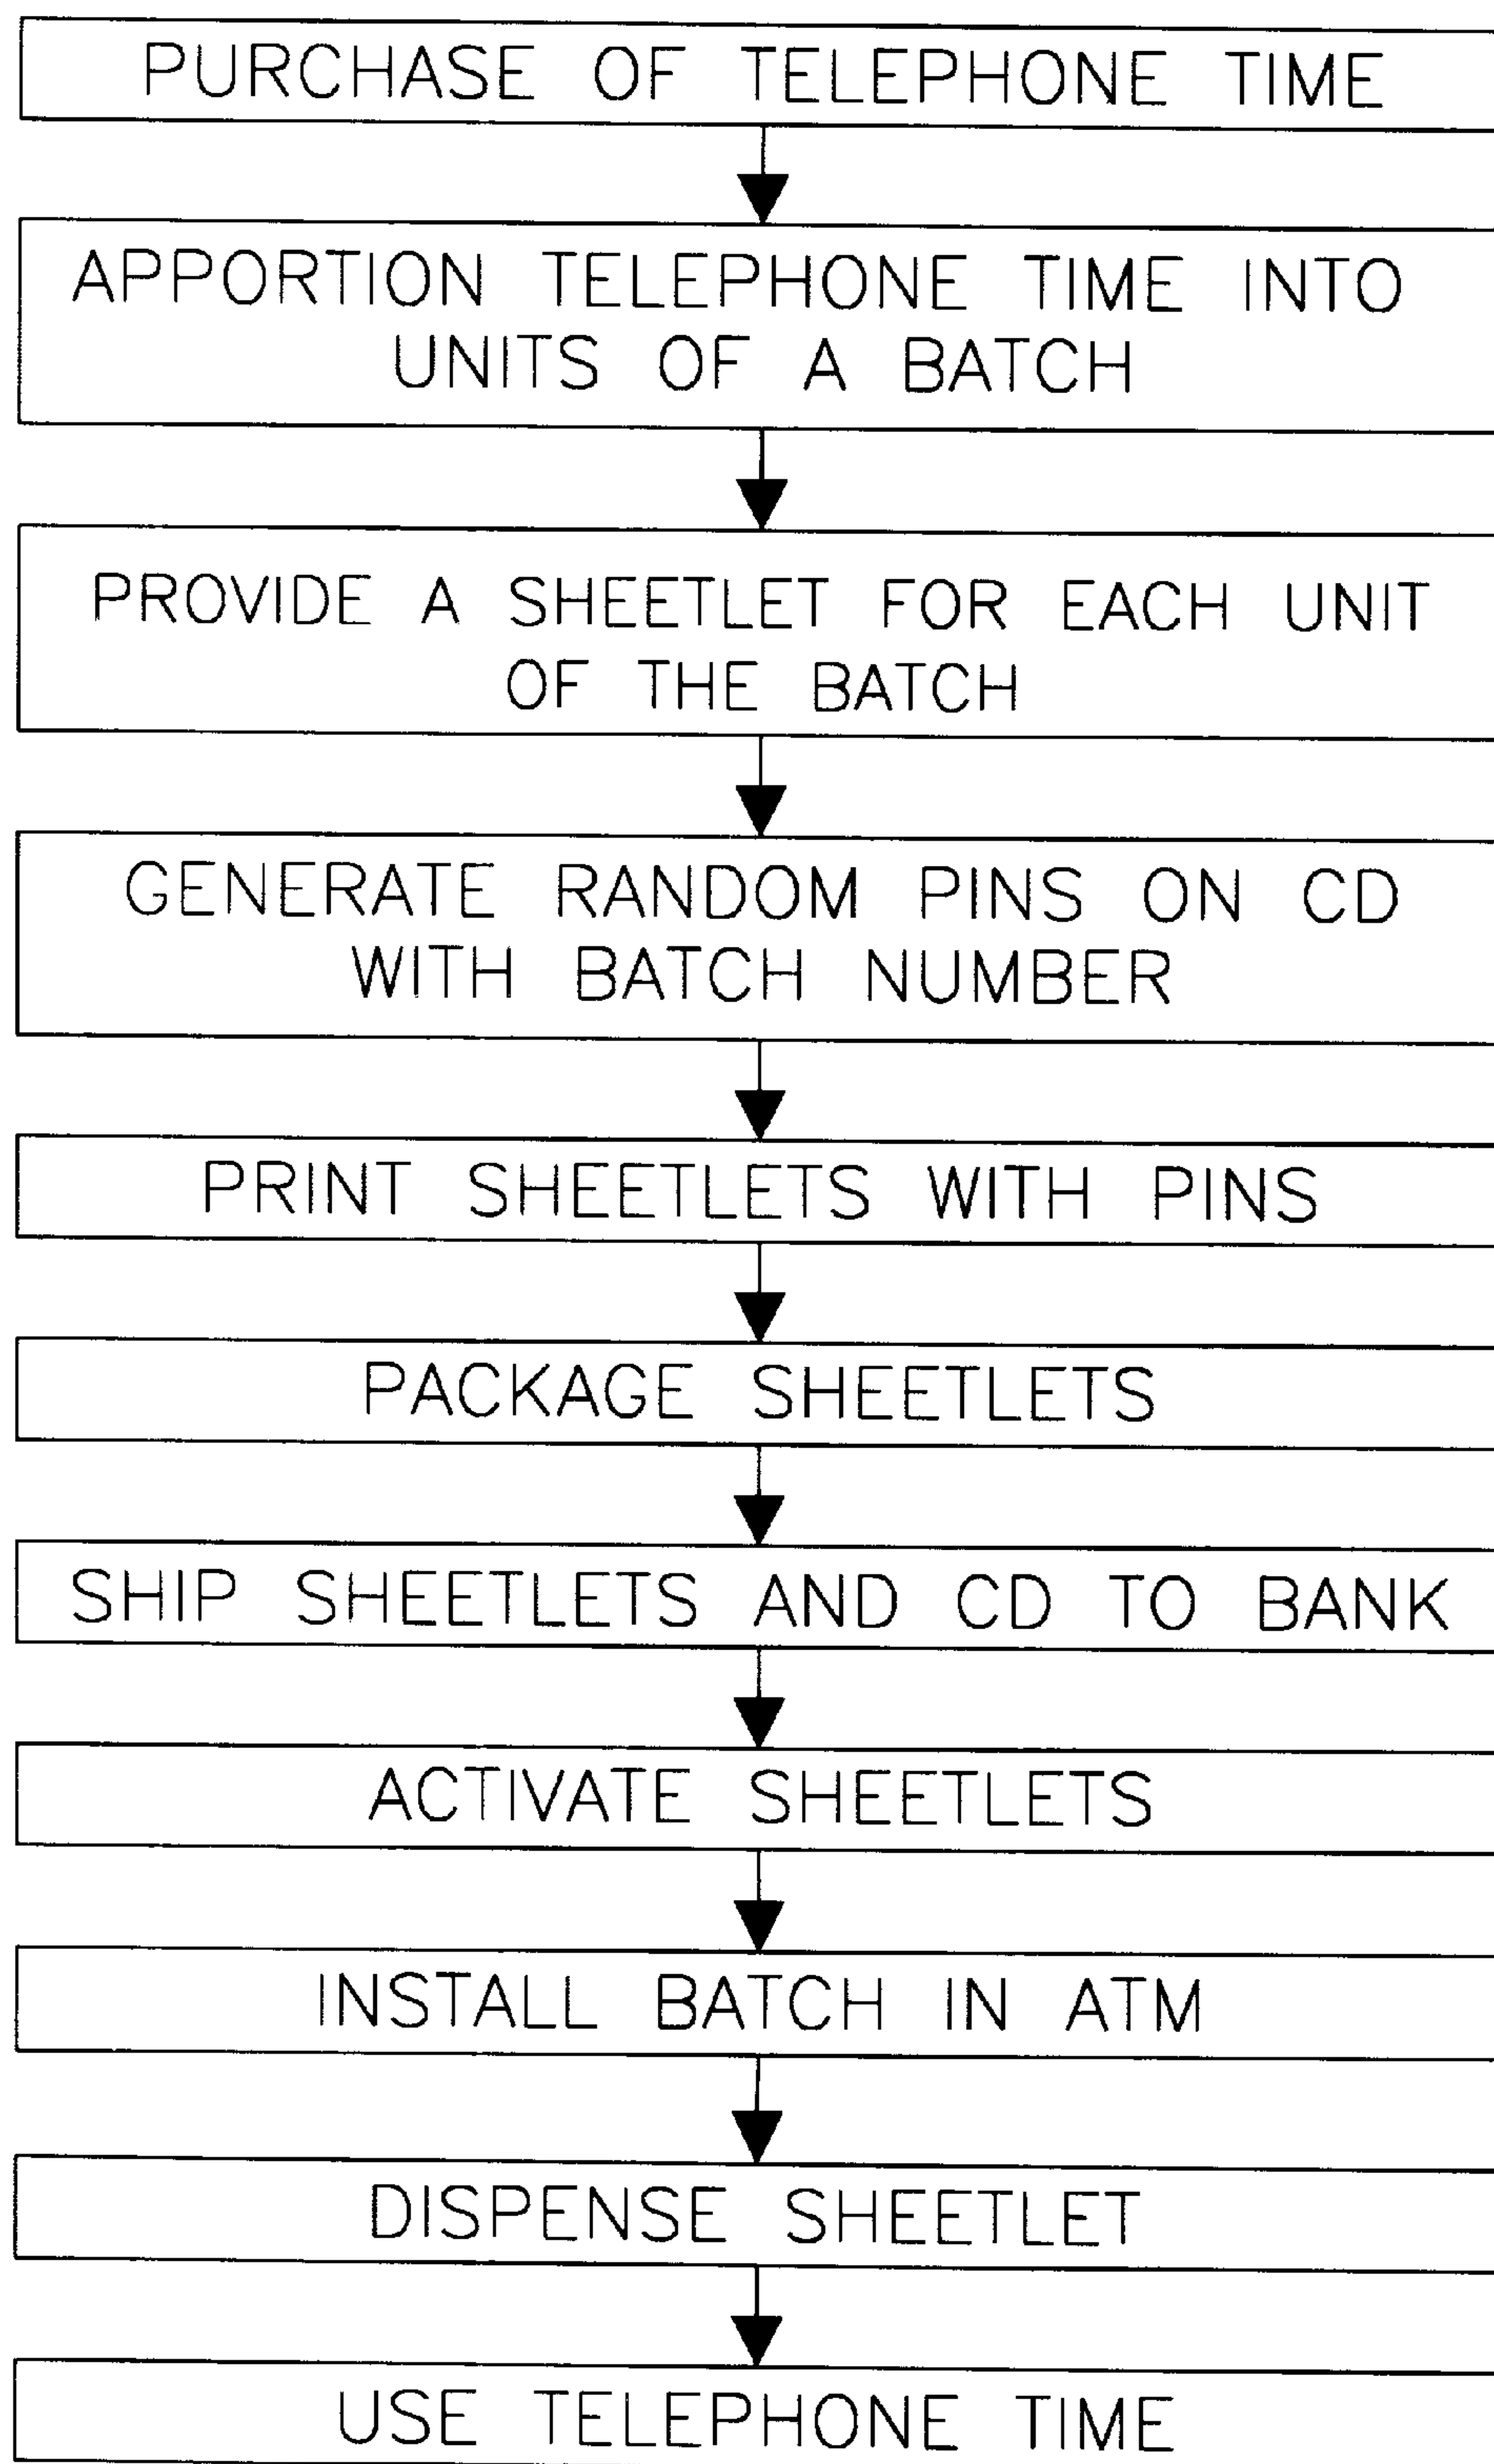 PURCHASE OF TELEPHONE TIME
APPORTION TELEPHONE TIME INTO
UNITS OF A BATCH
PROVIDE A SHEETLET FOR EACH UNIT
OF THE BATCH
GENERATE RANDOM PINS ON CD
WITH BATCH NUMBER
PRINT SHEETLETS WITH PINS
PACKAGE SHEETLETS
SHIP SHEETLETS AND CD TO BANK
ACTIVATE SHEETLETS
INSTALL BATCH IN ATM
DISPENSE SHEETLET
USE TELEPHONE TIME